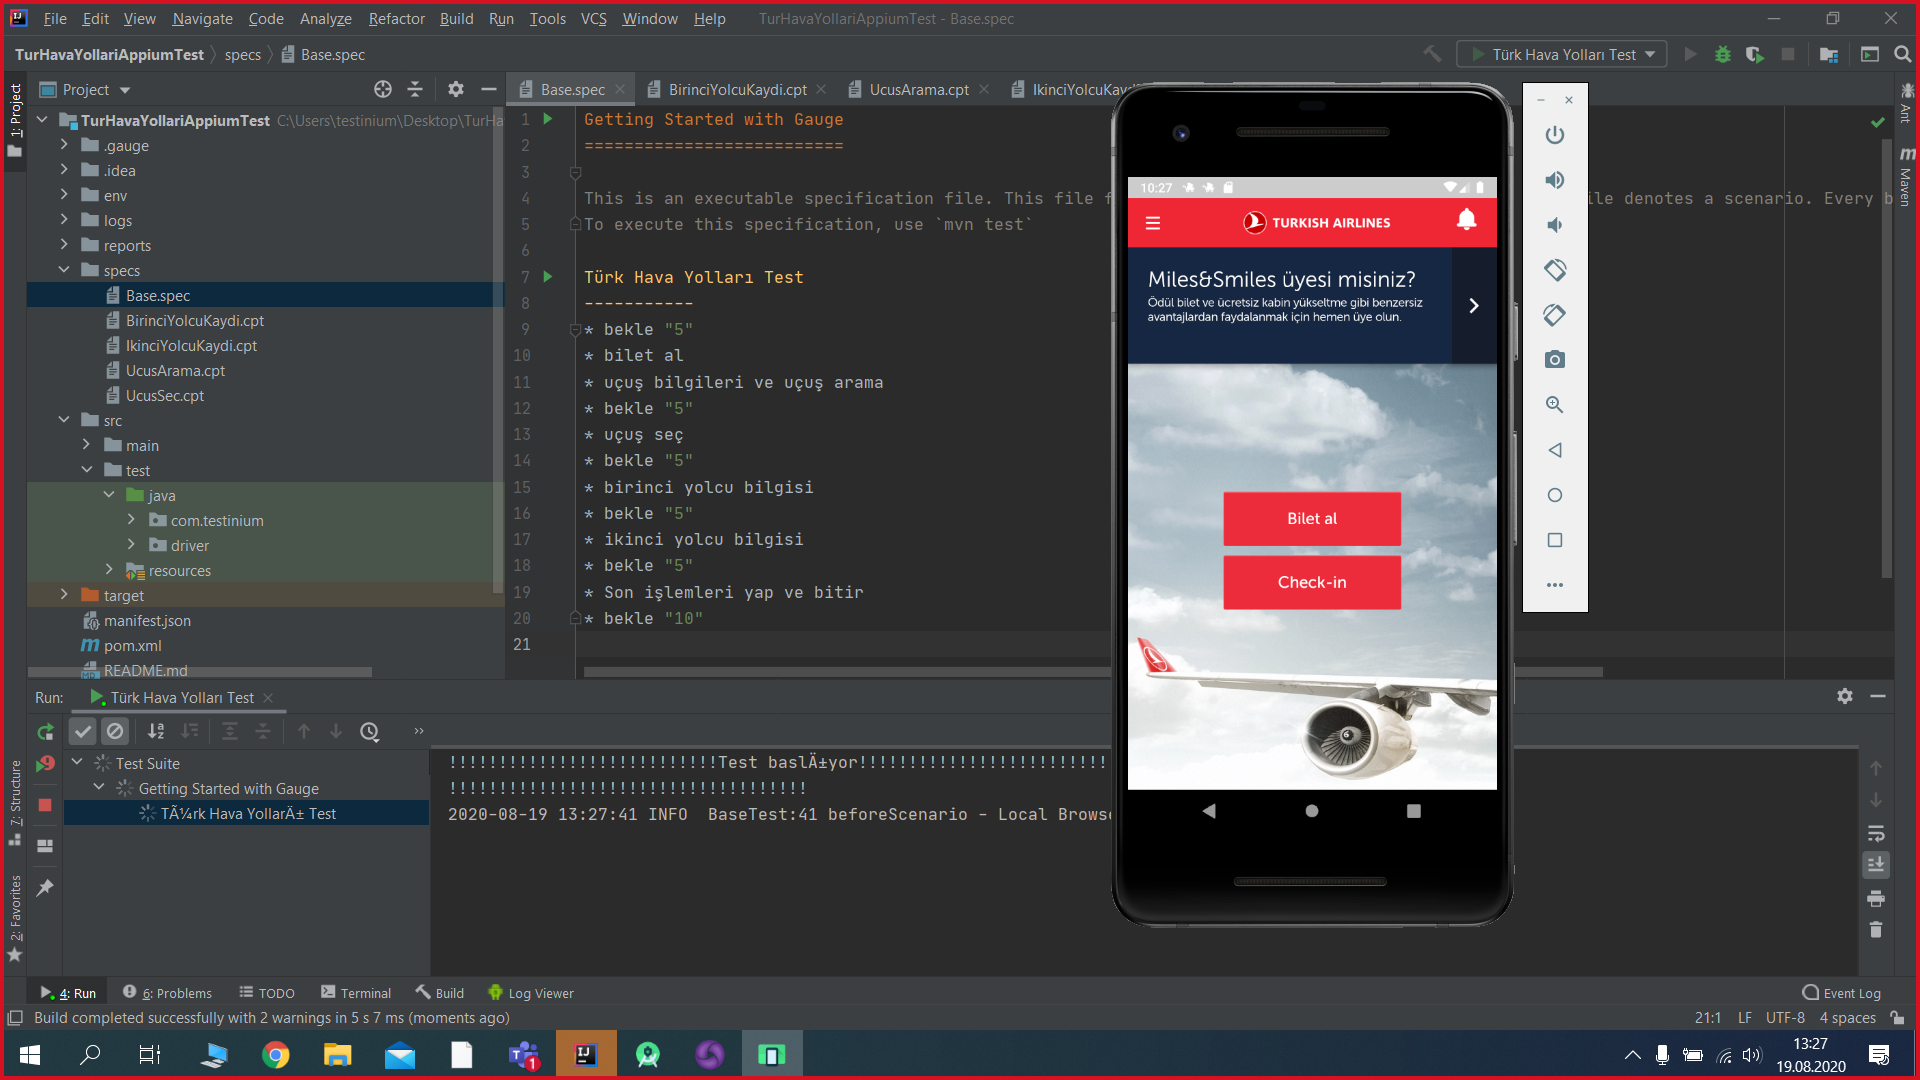 File Edit View Navigate Code Analyze Refactor Build Run Tools VCS Window Help TurHavaYollariAppiumTest - Base.spec
TurHavaYollariAppiumTest specs Base.spec
Türk Hava Yolları Test
1: Project
Project
Base.spec
BirinciYolcuKaydi.cpt
UcusArama.cpt
IkinciYolcuKay
TurHavaYollariAppiumTest C:\Users\testinium\Desktop\TurHa
.gauge
.idea
env
logs
reports
specs
Base.spec
BirinciYolcuKaydi.cpt
IkinciYolcuKaydi.cpt
UcusArama.cpt
UcusSec.cpt
src
main
test
java
com.testinium
driver
resources
target
manifest.json
pom.xml
README.md
1 Getting Started with Gauge
2 ==========================
3
4 This is an executable specification file. This file f ile denotes a scenario. Every b
5 To execute this specification, use `mvn test`
6
7 Türk Hava Yolları Test
8 -----------
9 * bekle "5"
10 * bilet al
11 * uçuş bilgileri ve uçuş arama
12 * bekle "5"
13 * uçuş seç
14 * bekle "5"
15 * birinci yolcu bilgisi
16 * bekle "5"
17 * ikinci yolcu bilgisi
18 * bekle "5"
19 * Son işlemleri yap ve bitir
20 * bekle "10"
21
10:27
TURKISH AIRLINES
Miles&Smiles üyesi misiniz?
Ödül bilet ve ücretsiz kabin yükseltme gibi benzersiz
avantajlardan faydalanmak için hemen üye olun.
Bilet al
Check-in
Ant
Maven
Run: Türk Hava Yolları Test
Test Suite
Getting Started with Gauge
TÃ¼rk Hava YollarÄ± Test
!!!!!!!!!!!!!!!!!!!!!!!!!!!Test baslÄ±yor!!!!!!!!!!!!!!!!!!!!!!!!!
!!!!!!!!!!!!!!!!!!!!!!!!!!!!!!!!!!!!
2020-08-19 13:27:41 INFO BaseTest:41 beforeScenario - Local Browse
7: Structure
2: Favorites
4: Run 6: Problems TODO Terminal Build Log Viewer Event Log
Build completed successfully with 2 warnings in 5 s 7 ms (moments ago) 21:1 LF UTF-8 4 spaces
13:27
19.08.2020